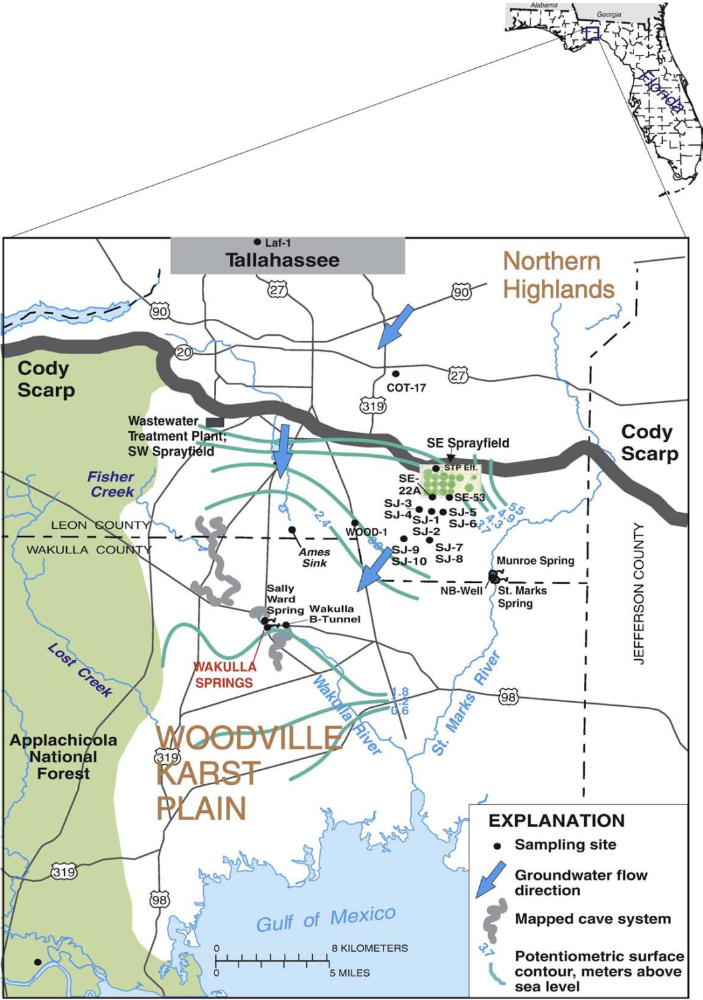 Alabama
Georgia
Florida
Laf-1
Tallahassee
Northern
Highlands
27
90
90
20
27
COT-17
319
Cody
Scarp
Cody
Scarp
Wastewater
Treatment Plant;
SW Sprayfield
SE Sprayfield
STP Eff.
Fisher
Creek
SE-
22A
SE-53
SJ-3
SJ-4
SJ-1
SJ-2
SJ-5
SJ-6
55
4.9
4.3
3.7
2.4
LEON COUNTY
WAKULLA COUNTY
WOOD-1
Ames
Sink
SJ-9
SJ-10
SJ-7
SJ-8
Munroe Spring
NB-Well
St. Marks
Spring
JEFFERSON COUNTY
Sally
Ward
Spring
Wakulla
B-Tunnel
WAKULLA
SPRINGS
Lost Creek
Wakulla River
St. Marks River
1.8
1.2
0.6
98
Applachicola
National
Forest
WOODVILLE
KARST
PLAIN
319
319
98
Gulf of Mexico
0 8 KILOMETERS
0 5 MILES
EXPLANATION
Sampling site
Groundwater flow
direction
Mapped cave system
3.7
Potentiometric surface
contour, meters above
sea level